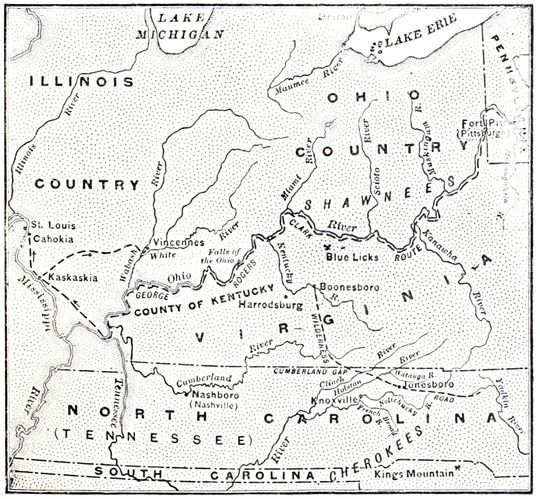 LAKE
MICHIGAN
Detroit
LAKE ERIE
PENNA
ILLINOIS
Maumee River
OHIO
Illinois River
River
Miami River
Scioto River
Muskingum R.
Fort Pitt
(Pittsburg)
COUNTRY
COUNTRY
SHAWNEES
St. Louis
Cahokia
Vincennes
White River
Wabash
Falls of
the Ohio
CLARK
River
ROUTE
Kanawha River
Blue Licks
Kaskaskia
Mississippi River
Ohio
GEORGE
ROGERS
Kentucky
COUNTY OF KENTUCKY
Boonesboro
Harrodsburg
VIRGINIA
WILDERNESS
River
Cumberland
CUMBERLAND GAP
River
River
Clinch
Holston
Watauga R.
Nashboro
(Nashville)
Tennessee
Knoxville
Jonesboro
Nolichucky R.
ROAD
French Broad
Yadkin River
NORTH CAROLINA
(TENNESSEE)
River
CHEROKEES
SOUTH CAROLINA
Kings Mountain